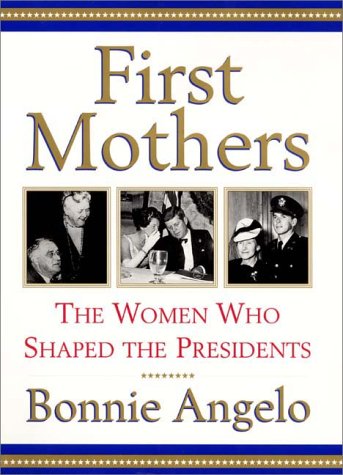 First
Mothers
THE WOMEN WHO
SHAPED THE PRESIDENTS
Bonnie Angelo